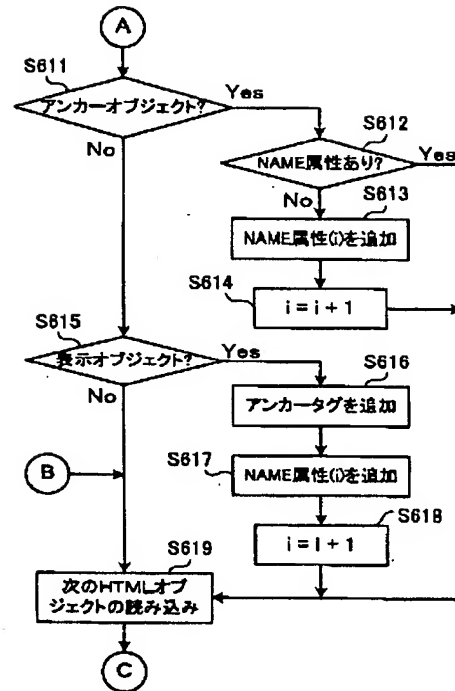 A
S611
アンカーオブジェクト?
Yes
No
S612
NAME属性あり?
Yes
No
S613
NAME属性(i)を追加
S614
i = i + 1
S615
表示オブジェクト?
Yes
No
S616
アンカータグを追加
S617
NAME属性(i)を追加
S618
i = i + 1
B
S619
次のHTMLオブ
ジェクトの読み込み
C